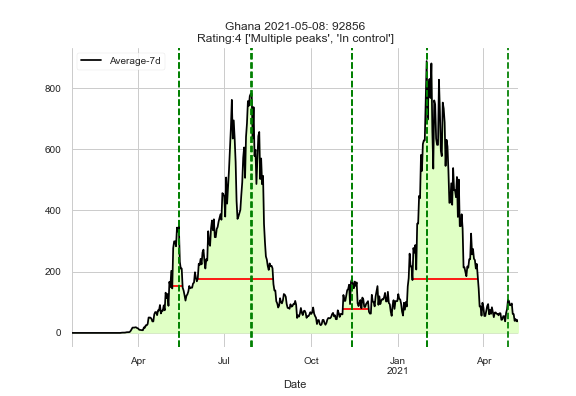 Ghana 2021-05-08: 92856
Rating:4 ['Multiple peaks', 'In control']
Average-7d
800
600
400
200
0
Apr
Jul
Oct
Jan
2021
Apr
Date